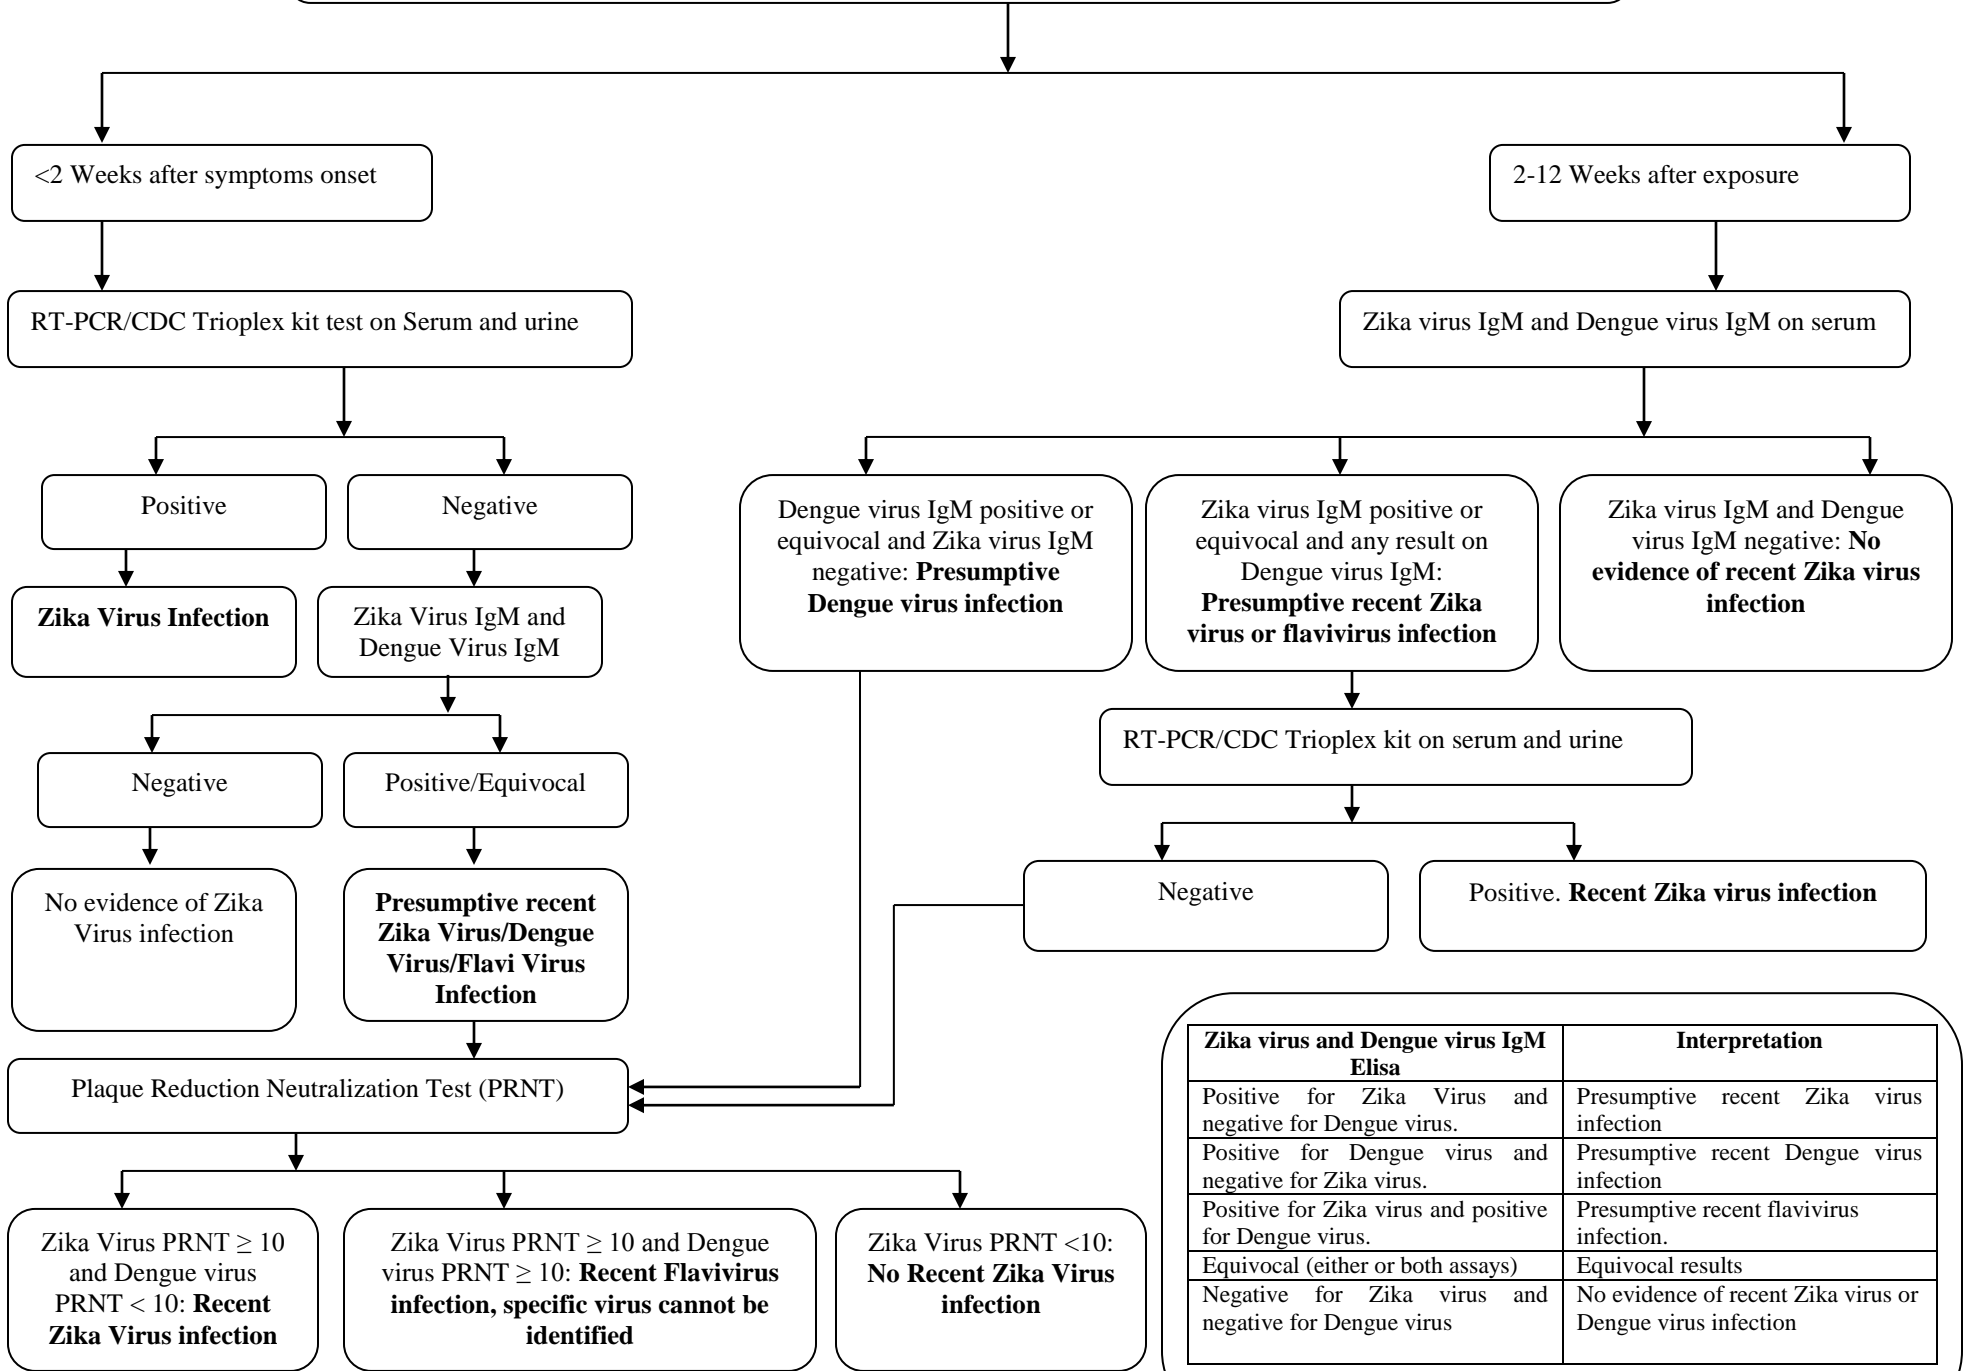 <2 Weeks after symptoms onset
2-12 Weeks after exposure
RT-PCR/CDC Trioplex kit test on Serum and urine
Zika virus IgM and Dengue virus IgM on serum
Positive
Negative
Zika Virus Infection
Zika Virus IgM and
Dengue Virus IgM
Dengue virus IgM positive or
equivocal and Zika virus IgM
negative: Presumptive
Dengue virus infection
Zika virus IgM positive or
equivocal and any result on
Dengue virus IgM:
Presumptive recent Zika
virus or flavivirus infection
Zika virus IgM and Dengue
virus IgM negative: No
evidence of recent Zika virus
infection
Negative
Positive/Equivocal
RT-PCR/CDC Trioplex kit on serum and urine
No evidence of Zika
Virus infection
Presumptive recent
Zika Virus/Dengue
Virus/Flavi Virus
Infection
Negative
Positive. Recent Zika virus infection
Plaque Reduction Neutralization Test (PRNT)
Zika Virus PRNT ≥ 10
and Dengue virus
PRNT < 10: Recent
Zika Virus infection
Zika Virus PRNT ≥ 10 and Dengue
virus PRNT ≥ 10: Recent Flavivirus
infection, specific virus cannot be
identified
Zika Virus PRNT <10:
No Recent Zika Virus
infection
Zika virus and Dengue virus IgM
Elisa
Interpretation
Positive for Zika Virus and
negative for Dengue virus.
Presumptive recent Zika virus
infection
Positive for Dengue virus and
negative for Zika virus.
Presumptive recent Dengue virus
infection
Positive for Zika virus and positive
for Dengue virus.
Presumptive recent flavivirus
infection.
Equivocal (either or both assays)
Equivocal results
Negative for Zika virus and
negative for Dengue virus
No evidence of recent Zika virus or
Dengue virus infection